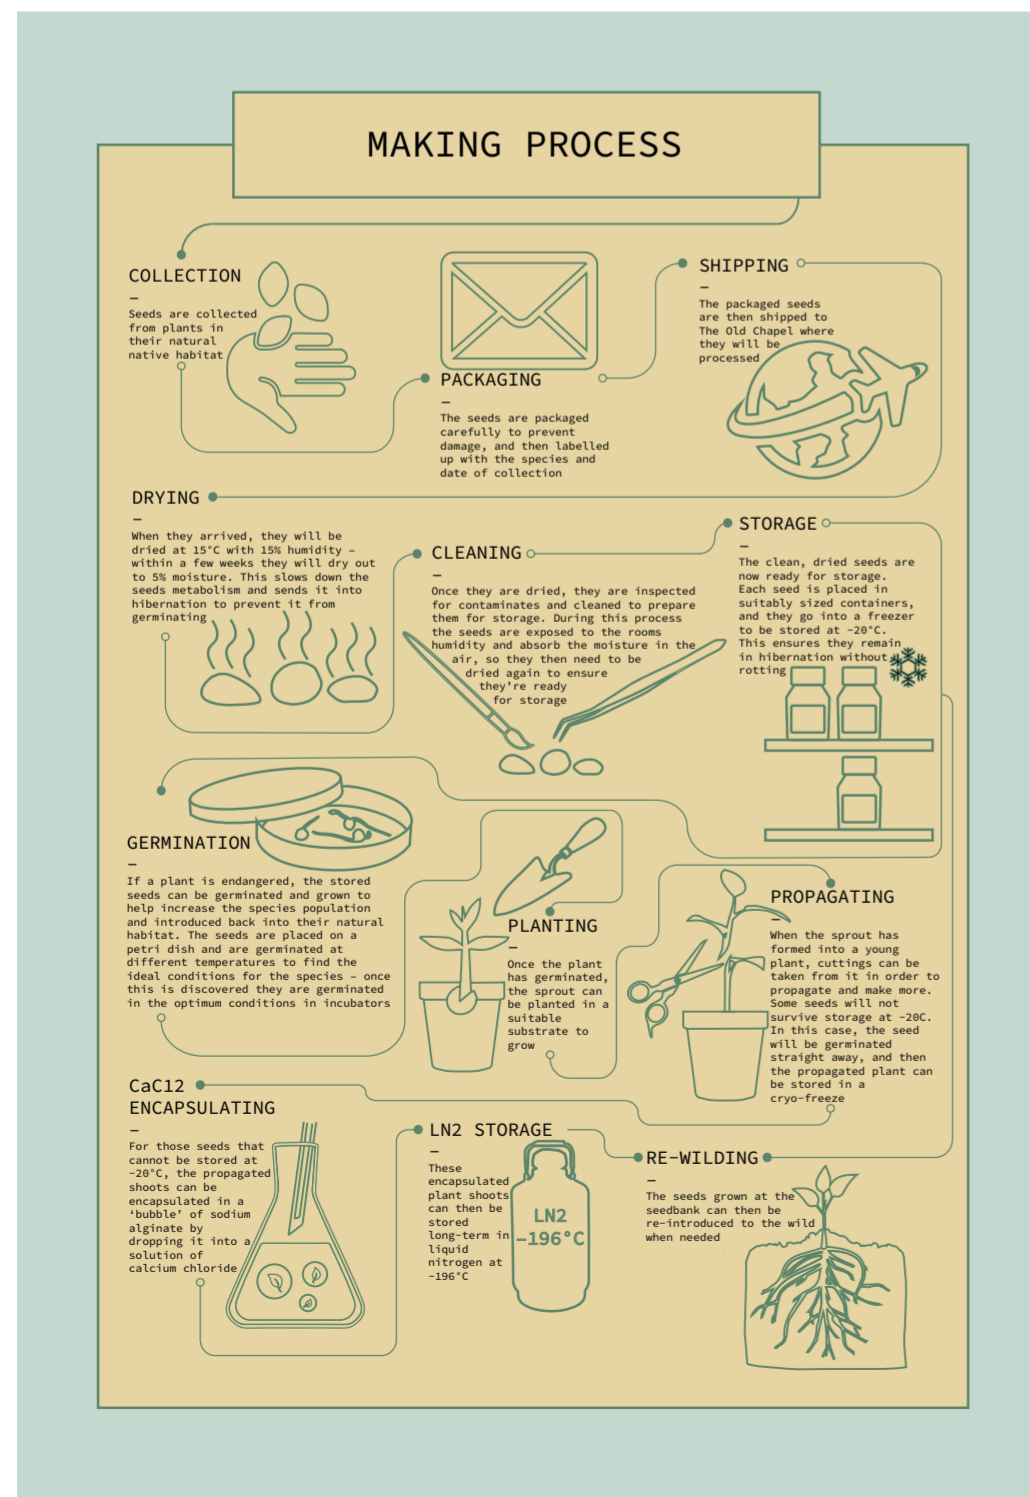 MAKING PROCESS
COLLECTION
–
Seeds are collected
from plants in
their natural
native habitat
PACKAGING
–
The seeds are packaged
carefully to prevent
damage, and then labelled
up with the species and
date of collection
SHIPPING
–
The packaged seeds
are then shipped to
The Old Chapel where
they will be
processed
DRYING
–
When they arrived, they will be
dried at 15°C with 15% humidity –
within a few weeks they will dry out
to 5% moisture. This slows down the
seeds metabolism and sends it into
hibernation to prevent it from
germinating
CLEANING
–
Once they are dried, they are inspected
for contaminates and cleaned to prepare
them for storage. During this process
the seeds are exposed to the rooms
humidity and absorb the moisture in the
air, so they then need to be
dried again to ensure
they're ready
for storage
STORAGE
–
The clean, dried seeds are
now ready for storage.
Each seed is placed in
suitably sized containers,
and they go into a freezer
to be stored at -20°C.
This ensures they remain
in hibernation without
rotting
GERMINATION
–
If a plant is endangered, the stored
seeds can be germinated and grown to
help increase the species population
and introduced back into their natural
habitat. The seeds are placed on a
petri dish and are germinated at
different temperatures to find the
ideal conditions for the species – once
this is discovered they are germinated
in the optimum conditions in incubators
PLANTING
–
Once the plant
has germinated,
the sprout can
be planted in a
suitable
substrate to
grow
PROPAGATING
–
When the sprout has
formed into a young
plant, cuttings can be
taken from it in order to
propagate and make more.
Some seeds will not
survive storage at -20C.
In this case, the seed
will be germinated
straight away, and then
the propagated plant can
be stored in a
cryo-freeze
CaCl2
ENCAPSULATING
–
For those seeds that
cannot be stored at
-20°C, the propagated
shoots can be
encapsulated in a
‘bubble’ of sodium
alginate by
dropping it into a
solution of
calcium chloride
LN2 STORAGE
–
These
encapsulated
plant shoots
can then be
stored
long-term in
liquid
nitrogen at
-196°C
LN2
-196°C
RE-WILDING
–
The seeds grown at the
seedbank can then be
re-introduced to the wild
when needed